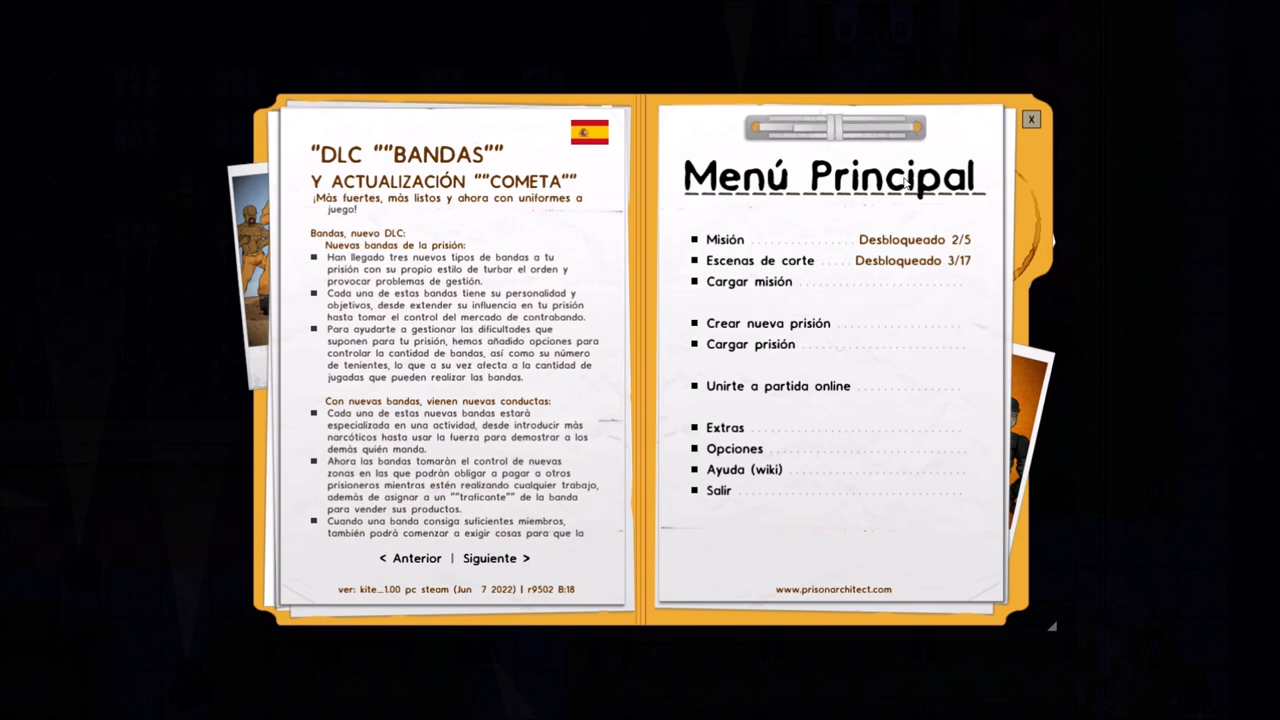 "DLC ""BANDAS""
Y ACTUALIZACIÓN ""COMETA""
¡Más fuertes, más listos y ahora con uniformes a
juego!
Bandas, nuevo DLC:
Nuevas bandas de la prisión:
Han llegado tres nuevos tipos de bandas a tu
prisión con su propio estilo de turbar el orden y
provocar problemas de gestión.
Cada una de estas bandas tiene su personalidad y
objetivos, desde extender su influencia en tu prisión
hasta tomar el control del mercado de contrabando.
Para ayudarte a gestionar las dificultades que
suponen para tu prisión, hemos añadido opciones para
controlar la cantidad de bandas, así como su número
de tenientes, lo que a su vez afecta a la cantidad de
jugadas que pueden realizar las bandas.
Con nuevas bandas, vienen nuevas conductas:
Cada una de estas nuevas bandas estará
especializada en una actividad, desde introducir más
narcóticos hasta usar la fuerza para demostrar a los
demás quién manda.
Ahora las bandas tomarán el control de nuevas
zonas en las que podrán obligar a pagar a otros
prisioneros mientras estén realizando cualquier trabajo,
además de asignar a un ""traficante"" de la banda
para vender sus productos.
Cuando una banda consiga suficientes miembros,
también podrá comenzar a exigir cosas para que la
< Anterior | Siguiente >
ver: kite_1.00 pc steam (Jun 7 2022) | r9502 B:18
X
Menú Principal
Misión .............. Desbloqueado 2/5
Escenas de corte ..... Desbloqueado 3/17
Cargar misión
Crear nueva prisión
Cargar prisión
Unirte a partida online
Extras
Opciones
Ayuda (wiki)
Salir
www.prisonarchitect.com